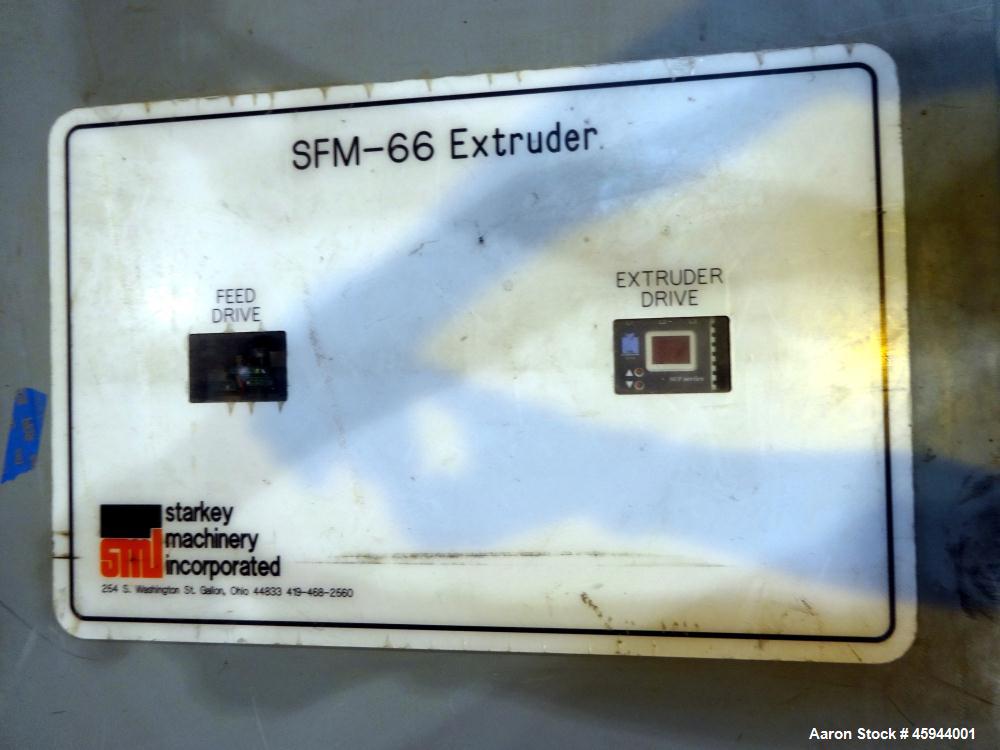 SFM-66 Extruder
FEED
DRIVE
EXTRUDER
DRIVE
starkey
machinery
incorporated
smi
254 S. Washington St. Galion, Ohio 44833 419-468-2560
Aaron Stock # 45944001